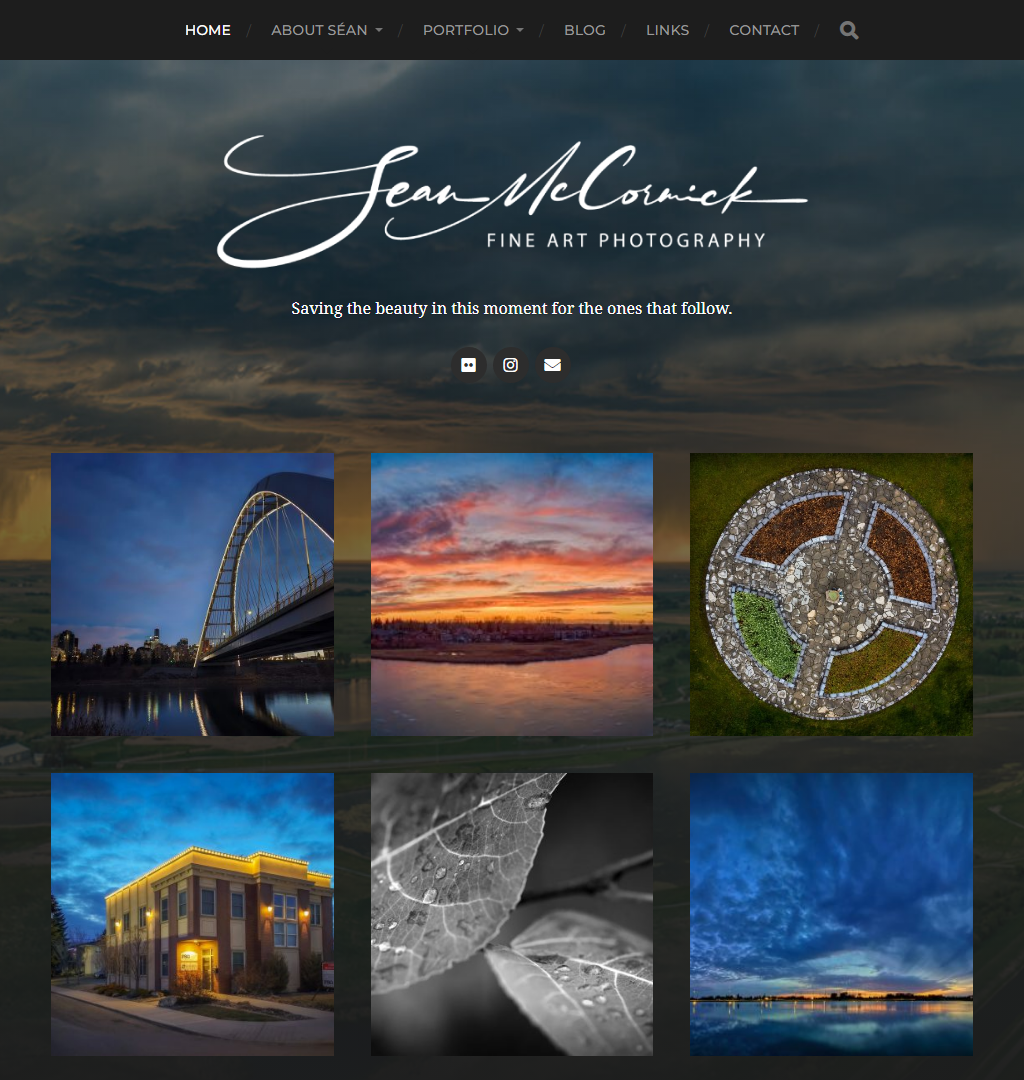 HOME / ABOUT SÉAN / PORTFOLIO / BLOG / LINKS / CONTACT /
Sean McCormick
FINE ART PHOTOGRAPHY
Saving the beauty in this moment for the ones that follow.